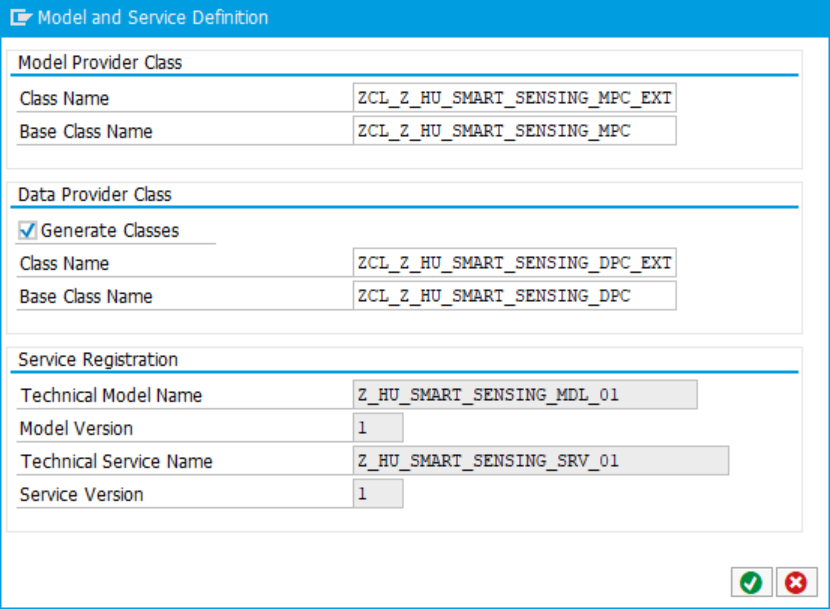 Model and Service Definition
Model Provider Class
Class Name ZCL_Z_HU_SMART_SENSING_MPC_EXT
Base Class Name ZCL_Z_HU_SMART_SENSING_MPC
Data Provider Class
Generate Classes
Class Name ZCL_Z_HU_SMART_SENSING_DPC_EXT
Base Class Name ZCL_Z_HU_SMART_SENSING_DPC
Service Registration
Technical Model Name Z_HU_SMART_SENSING_MDL_01
Model Version 1
Technical Service Name Z_HU_SMART_SENSING_SRV_01
Service Version 1